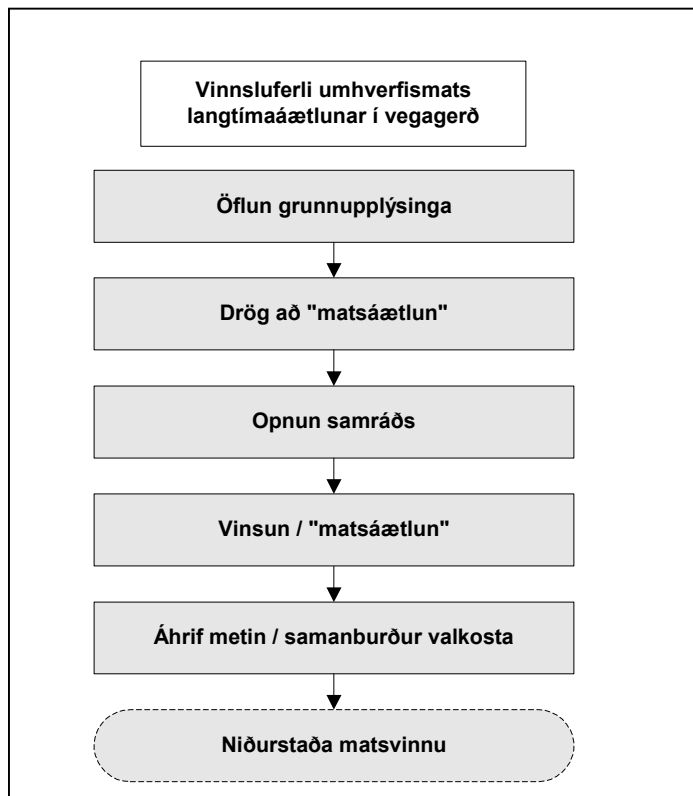 Vinnsluferli umhverfismats
langtímaáætlunar í vegagerð
Öflun grunnupplýsinga
Drög að "matsáætlun"
Opnun samráðs
Vinsun / "matsáætlun"
Áhrif metin / samanburður valkosta
Niðurstaða matsvinnu